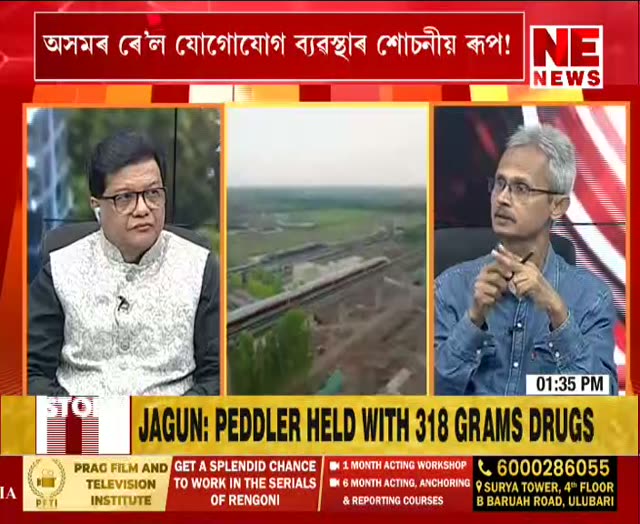 অসমৰ ৰে'ল যোগোযোগ ব্যৱস্থাৰ শোচনীয় ৰূপ!
NE
NEWS
01:35 PM
JAGUN: PEDDLER HELD WITH 318 GRAMS DRUGS
PRAG FILM AND
TELEVISION
INSTITUTE
PFTI
GET A SPLENDID CHANCE
TO WORK IN THE SERIALS
OF RENGONI
1 MONTH ACTING WORKSHOP
6 MONTHS ACTING, ANCHORING
& REPORTING COURSES
6000286055
SURYA TOWER, 4TH FLOOR
B BARUAH ROAD, ULUBARI